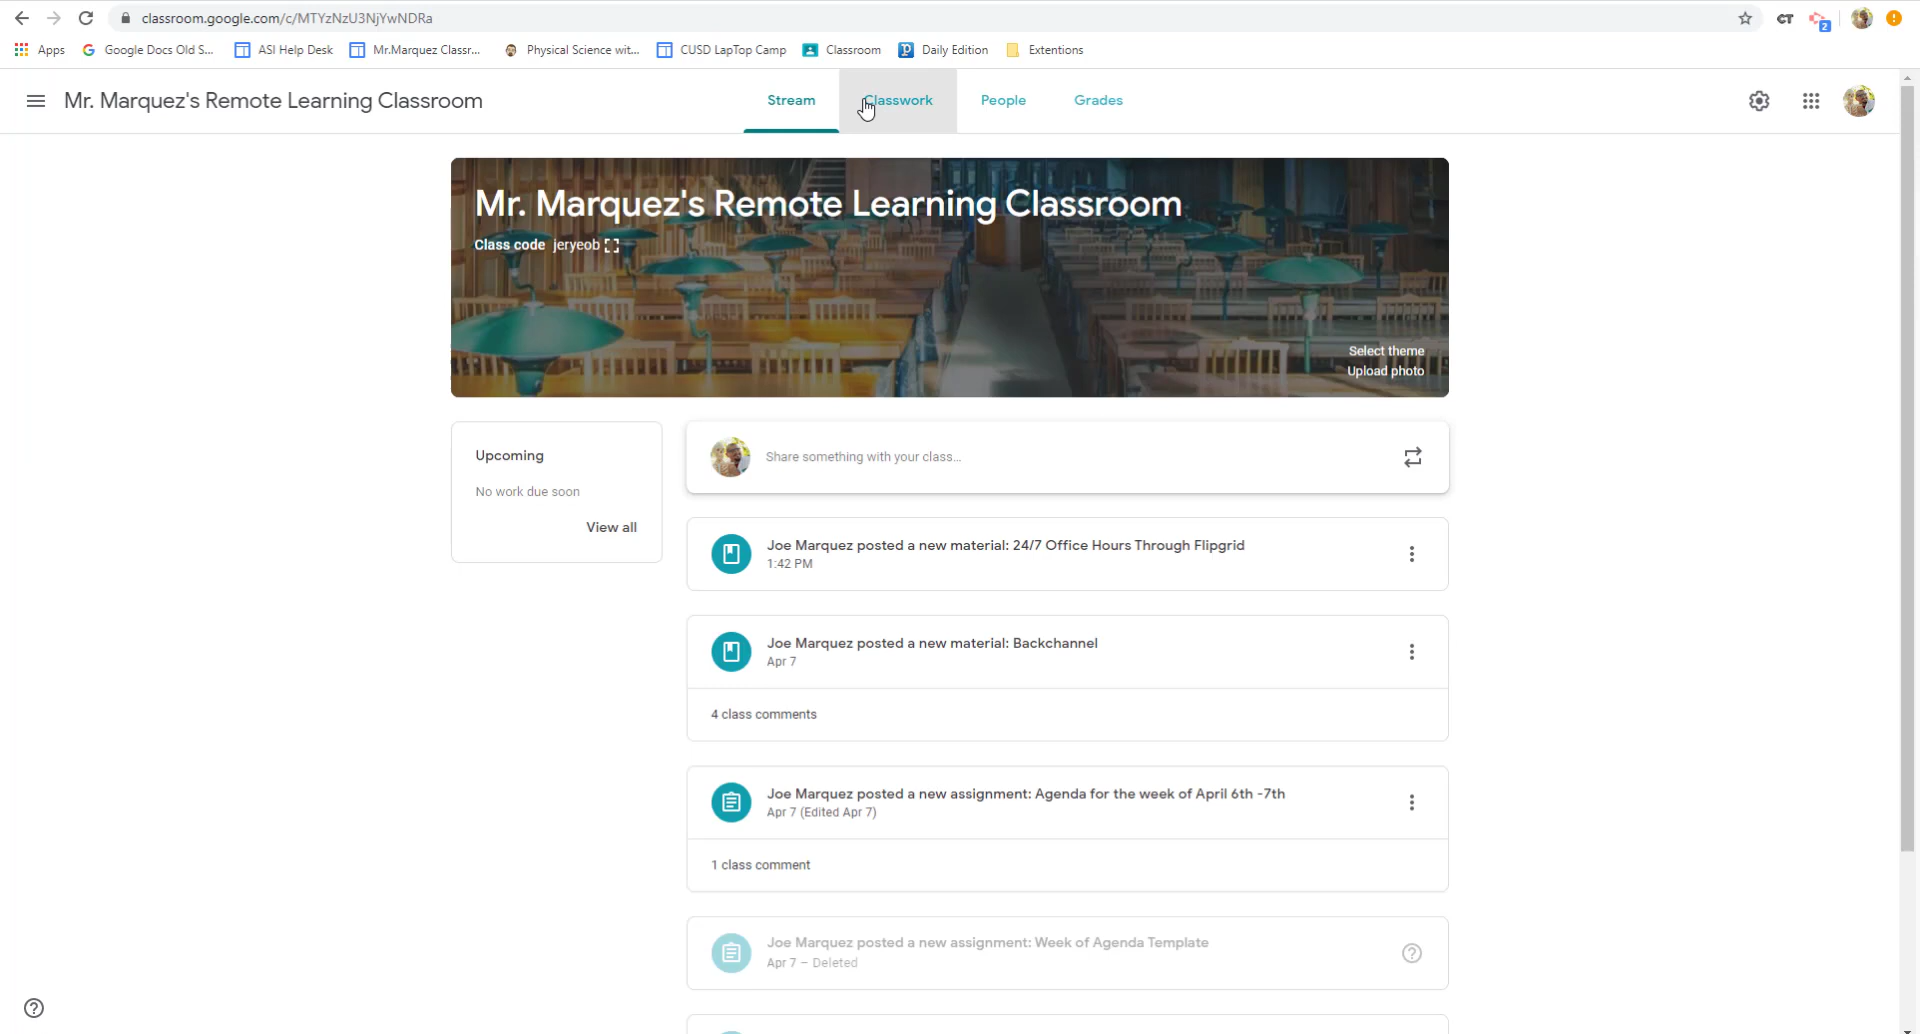 classroom.google.com/c/MTYzNzU3NjYwNDRa
CT
2
Apps
Google Docs Old S...
ASI Help Desk
Mr.Marquez Classr...
Physical Science wit...
CUSD LapTop Camp
Classroom
Daily Edition
Extentions
Mr. Marquez's Remote Learning Classroom
Stream
Classwork
People
Grades
Mr. Marquez's Remote Learning Classroom
Class code jeryeob
Select theme
Upload photo
Upcoming
No work due soon
View all
Share something with your class...
Joe Marquez posted a new material: 24/7 Office Hours Through Flipgrid
1:42 PM
Joe Marquez posted a new material: Backchannel
Apr 7
4 class comments
Joe Marquez posted a new assignment: Agenda for the week of April 6th -7th
Apr 7 (Edited Apr 7)
1 class comment
Joe Marquez posted a new assignment: Week of Agenda Template
Apr 7 – Deleted